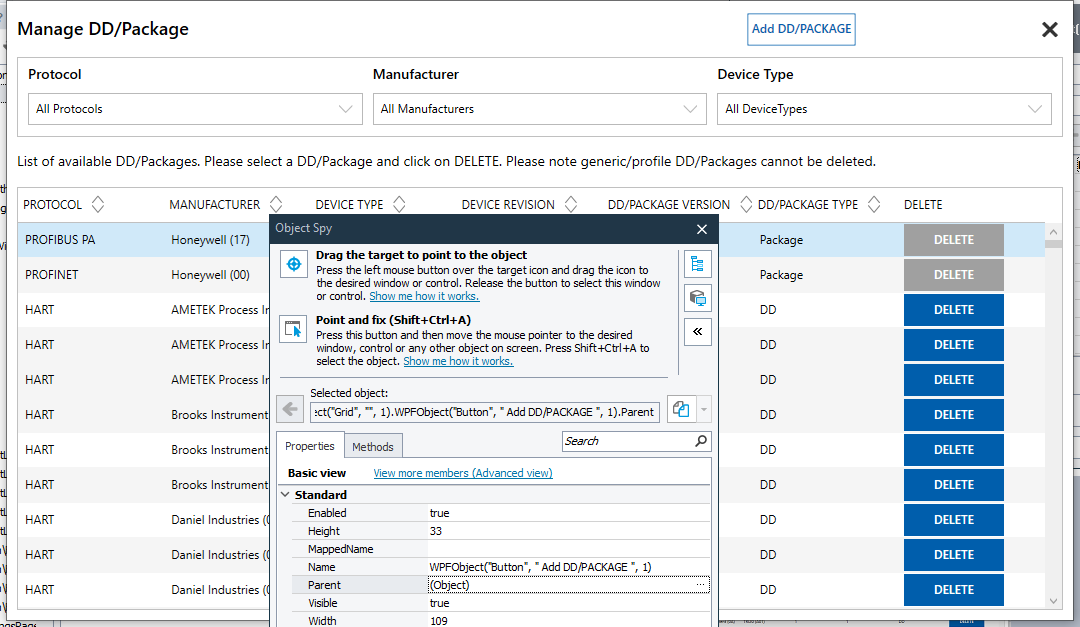 Manage DD/Package
Add DD/PACKAGE
Protocol
Manufacturer
Device Type
All Protocols
All Manufacturers
All DeviceTypes
List of available DD/Packages. Please select a DD/Package and click on DELETE. Please note generic/profile DD/Packages cannot be deleted.
PROTOCOL MANUFACTURER DEVICE TYPE DEVICE REVISION DD/PACKAGE VERSION DD/PACKAGE TYPE DELETE
PROFIBUS PA Honeywell (17) Package DELETE
PROFINET Honeywell (00) Package DELETE
HART AMETEK Process In DD DELETE
HART AMETEK Process In DD DELETE
HART AMETEK Process In DD DELETE
HART Brooks Instrument DD DELETE
HART Brooks Instrument DD DELETE
HART Brooks Instrument DD DELETE
HART Daniel Industries (0 DD DELETE
HART Daniel Industries (0 DD DELETE
HART Daniel Industries (0 DD DELETE
Object Spy
Drag the target to point to the object
Press the left mouse button over the target icon and drag the icon to
the desired window or control. Release the button to select this window
or control. Show me how it works.
Point and fix (Shift+Ctrl+A)
Press this button and then move the mouse pointer to the desired
window, control or any other object on screen. Press Shift+Ctrl+A to
select the object. Show me how it works.
Selected object:
ect("Grid", "", 1).WPFObject("Button", " Add DD/PACKAGE ", 1).Parent
Properties
Methods
Search
Basic view
View more members (Advanced view)
Standard
Enabled true
Height 33
MappedName
Name WPFObject("Button", " Add DD/PACKAGE ", 1)
Parent (Object) ...
Visible true
Width 109